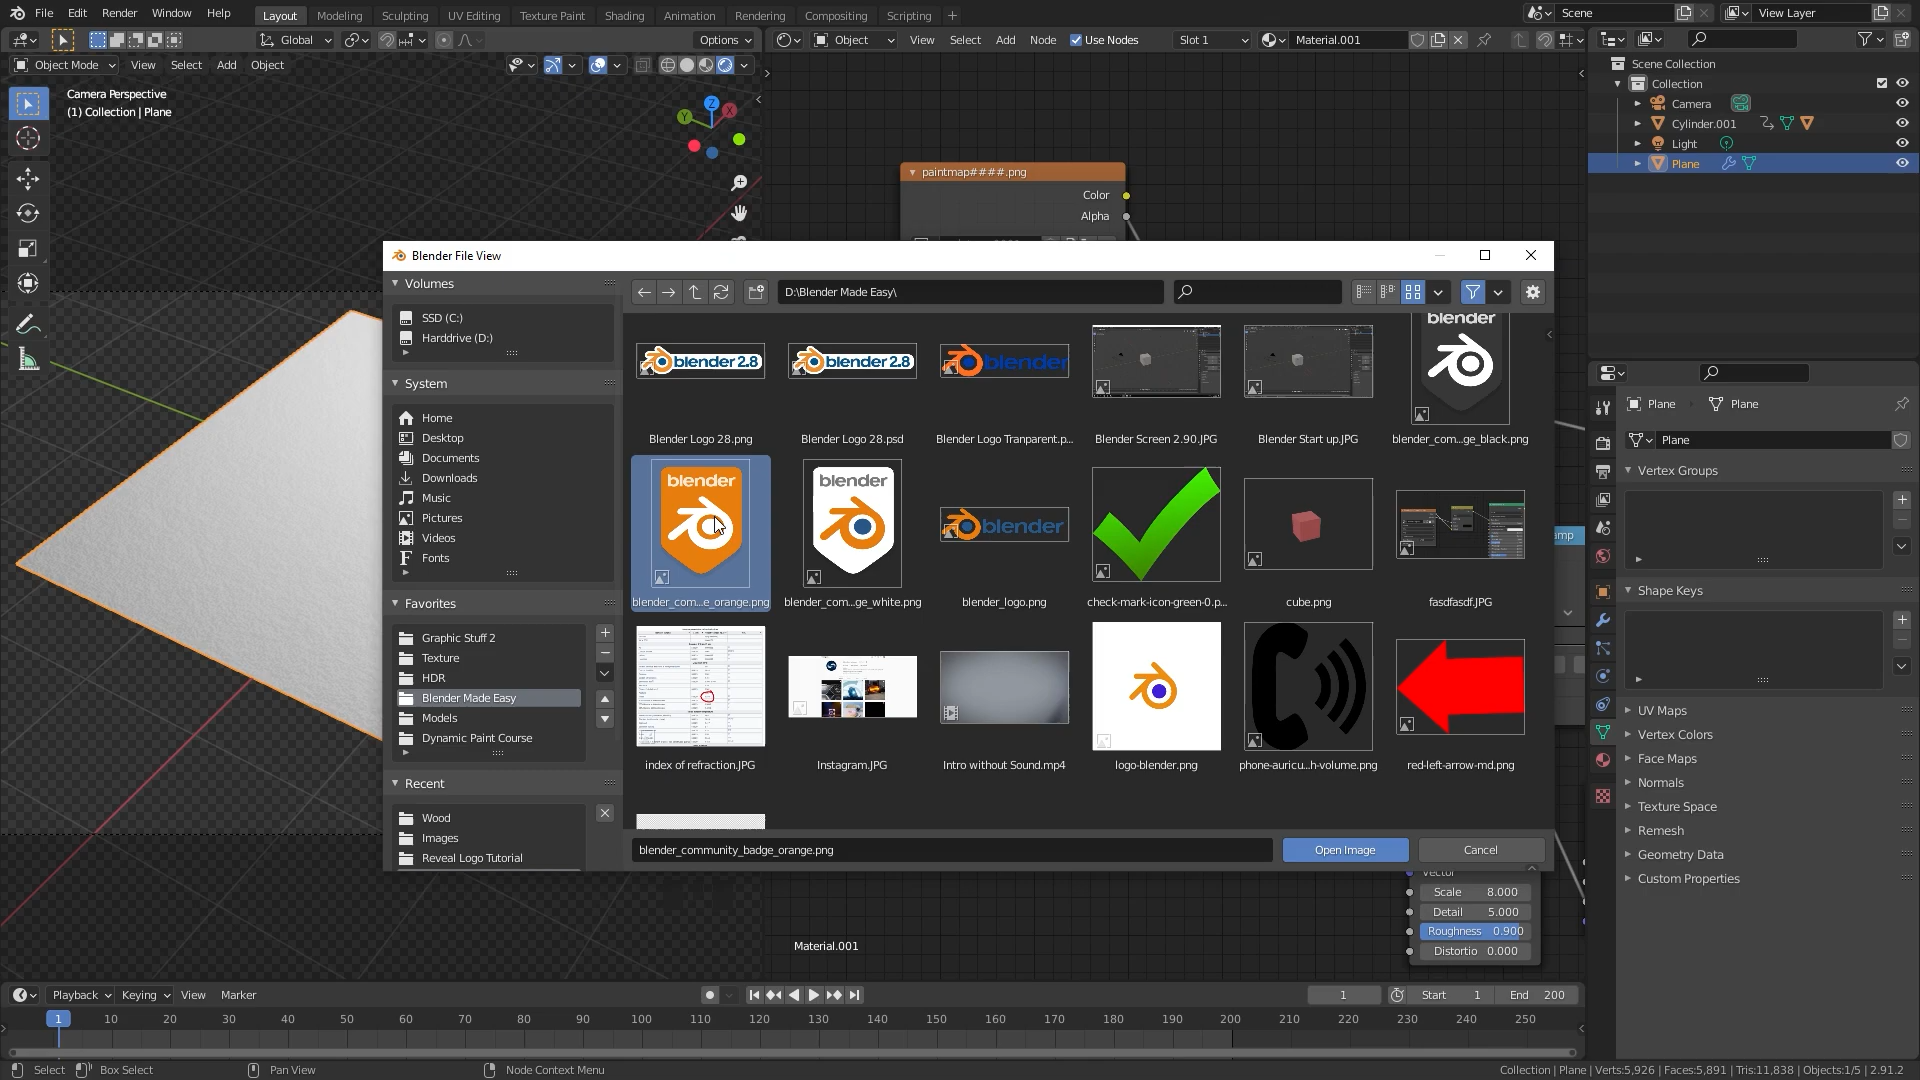 File Edit Render Window Help Layout Modeling Sculpting UV Editing Texture Paint Shading Animation Rendering Compositing Scripting + Scene View Layer
Global Options Object View Select Add Node Use Nodes Slot 1 Material.001
Object Mode View Select Add Object
Camera Perspective
(1) Collection | Plane
Z
X
Y
Scene Collection
Collection
Camera
Cylinder.001
Light
Plane
paintmap####.png
Color
Alpha
Blender File View
Volumes
SSD (C:)
Harddrive (D:)
System
Home
Desktop
Documents
Downloads
Music
Pictures
Videos
Fonts
Favorites
Graphic Stuff 2
Texture
HDR
Blender Made Easy
Models
Dynamic Paint Course
Recent
Wood
Images
Reveal Logo Tutorial
D:\Blender Made Easy\
blender 2.8
blender 2.8
blender
blender
Blender Logo 28.png
Blender Logo 28.psd
Blender Logo Tranparent.p...
Blender Screen 2.90.JPG
Blender Start up.JPG
blender_com...ge_black.png
blender
blender
blender
blender_com...e_orange.png
blender_com...ge_white.png
blender_logo.png
check-mark-icon-green-0.p...
cube.png
fasdfasdf.JPG
index of refraction.JPG
Instagram.JPG
Intro without Sound.mp4
logo-blender.png
phone-auricu...h-volume.png
red-left-arrow-md.png
blender_community_badge_orange.png
Open Image
Cancel
amp
Vector
Scale 8.000
Detail 5.000
Roughness 0.900
Distortio 0.000
Material.001
Plane Plane
Plane
Vertex Groups
Shape Keys
UV Maps
Vertex Colors
Face Maps
Normals
Texture Space
Remesh
Geometry Data
Custom Properties
Playback Keying View Marker 1 Start 1 End 200
1 10 20 30 40 50 60 70 80 90 100 110 120 130 140 150 160 170 180 190 200 210 220 230 240 250
Select Box Select Pan View Node Context Menu Collection | Plane | Verts:5,926 | Faces:5,891 | Tris:11,838 | Objects:1/5 | 2.91.2